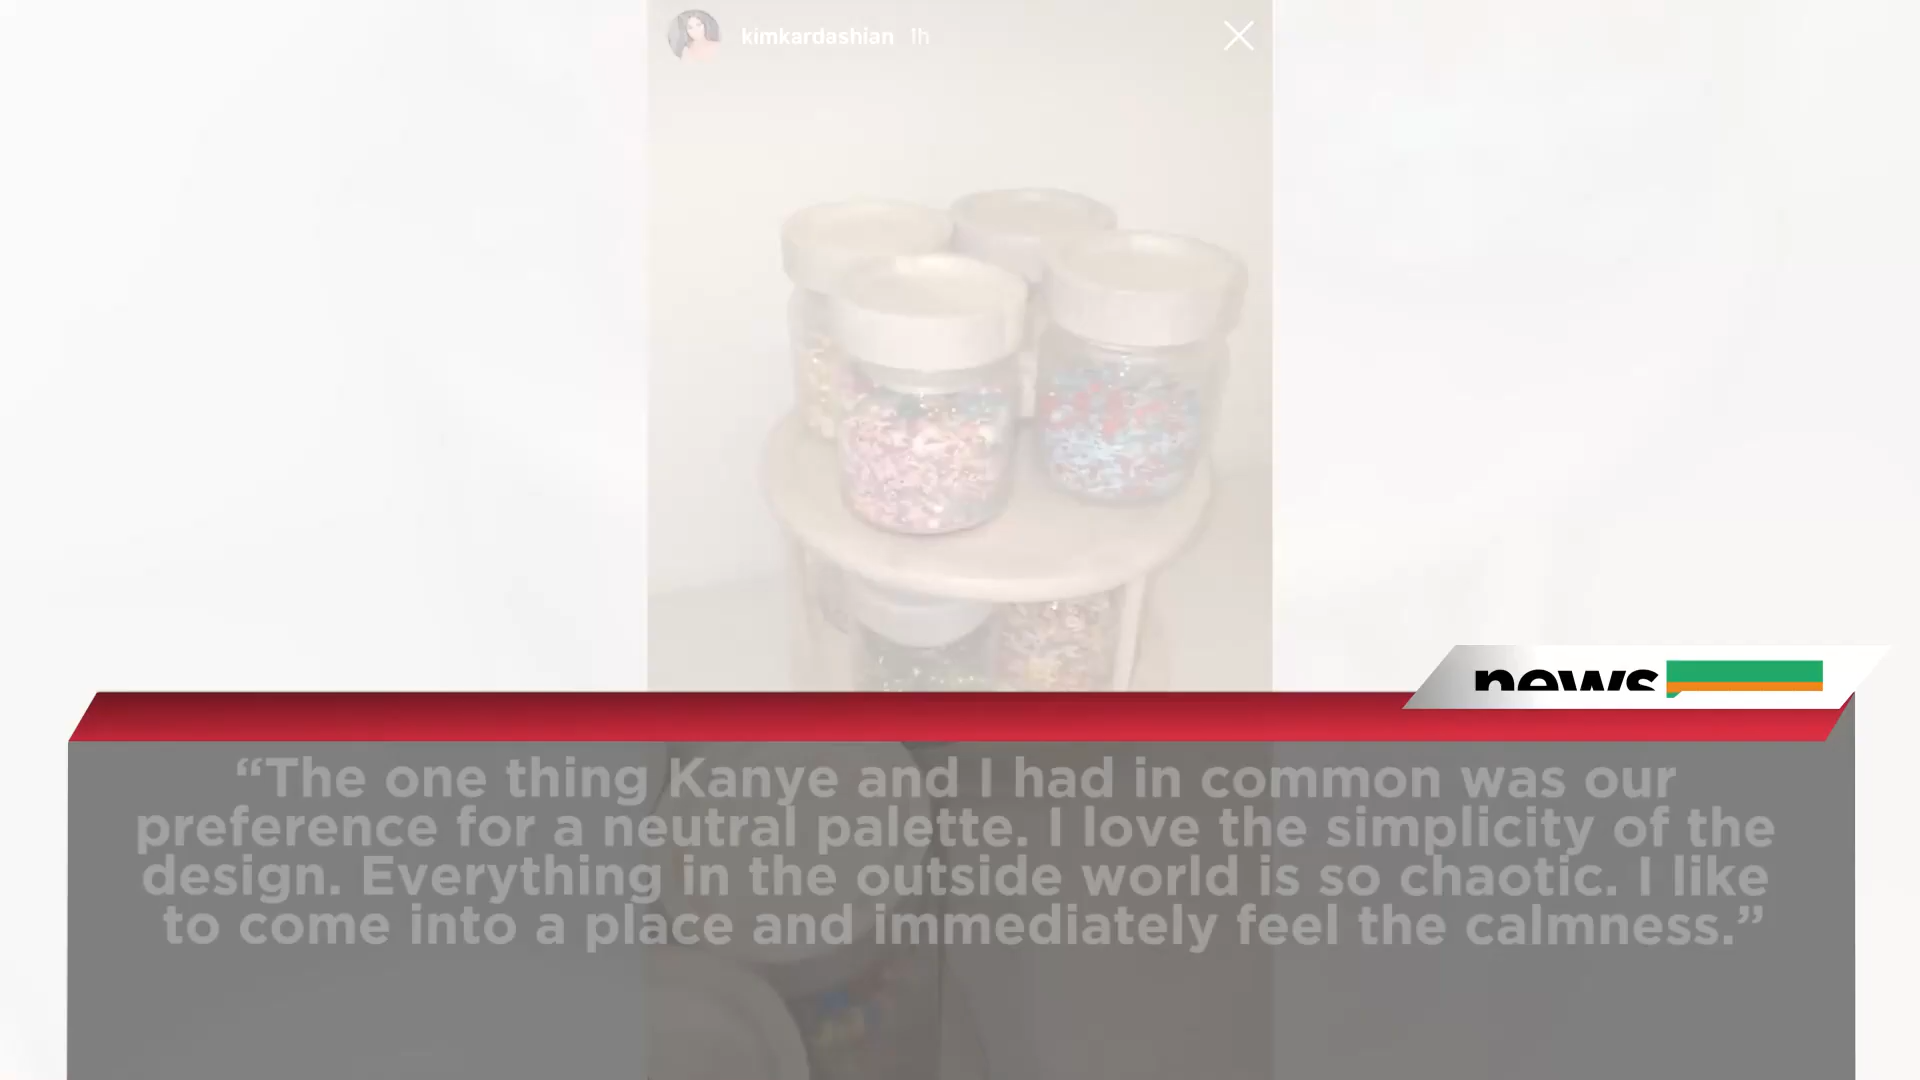 kimkardashian 1h
news
“The one thing Kanye and I had in common was our
preference for a neutral palette. I love the simplicity of the
design. Everything in the outside world is so chaotic. I like
to come into a place and immediately feel the calmness.”